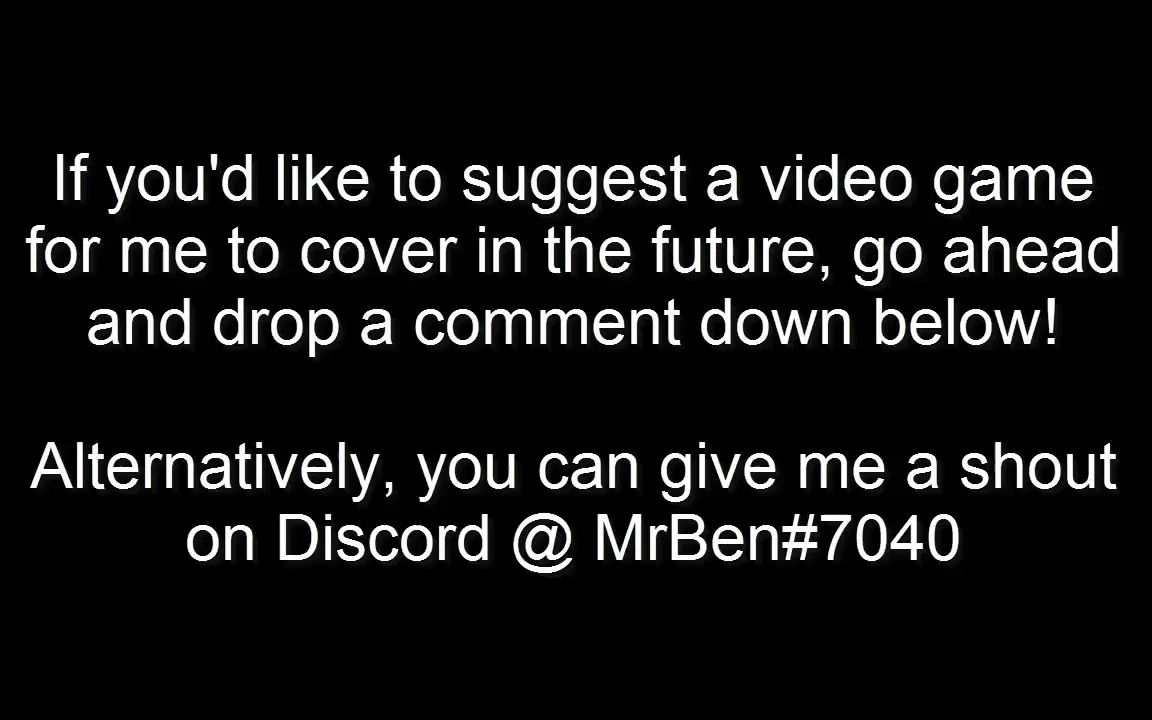 If you'd like to suggest a video game
for me to cover in the future, go ahead
and drop a comment down below!
Alternatively, you can give me a shout
on Discord @ MrBen#7040